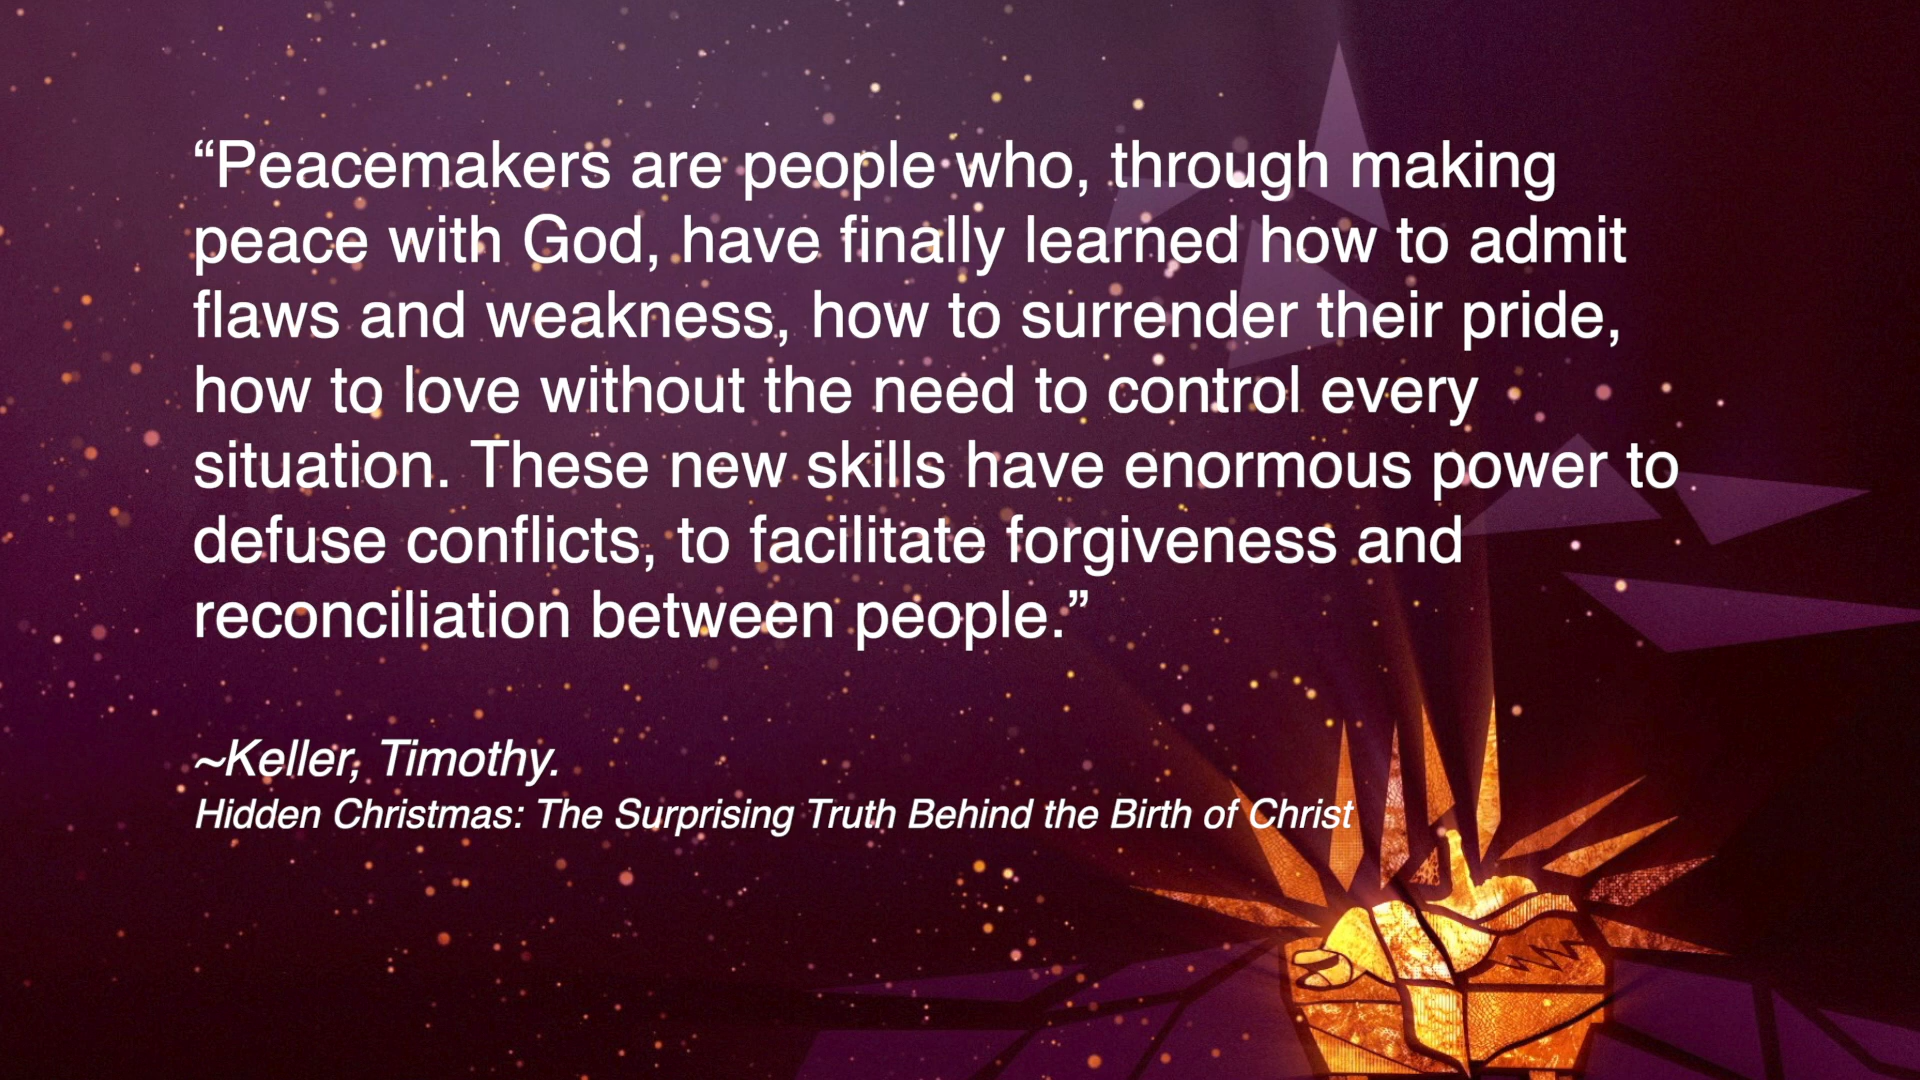 “Peacemakers are people who, through making
peace with God, have finally learned how to admit
flaws and weakness, how to surrender their pride,
how to love without the need to control every
situation. These new skills have enormous power to
defuse conflicts, to facilitate forgiveness and
reconciliation between people.”
~Keller, Timothy.
Hidden Christmas: The Surprising Truth Behind the Birth of Christ